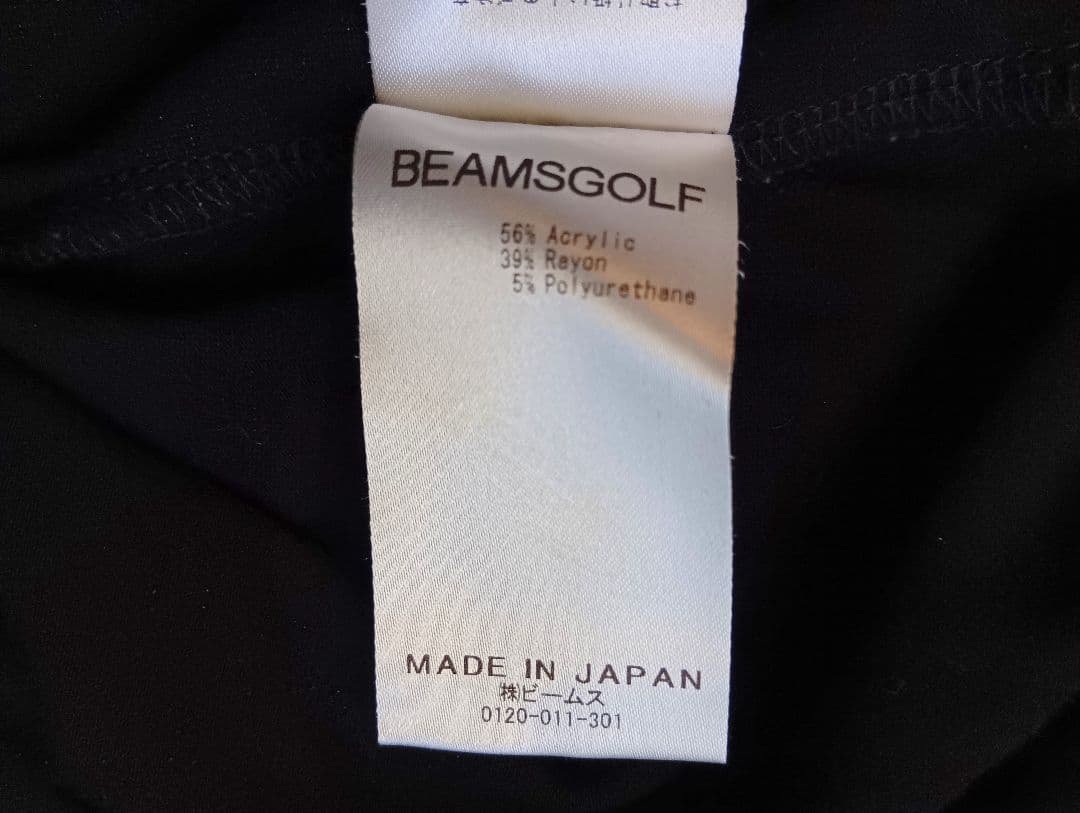 BEAMSGOLF
56% Acrylic
39% Rayon
5% Polyurethane
MADE IN JAPAN
㈱ビームス
0120-011-301